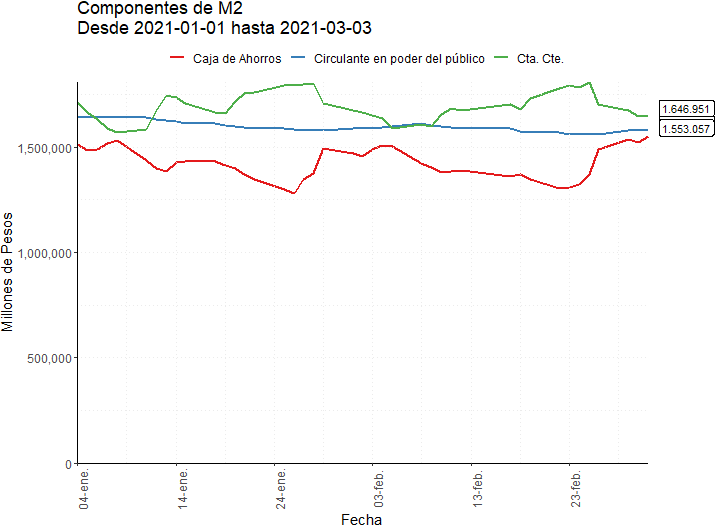 Componentes de M2
Desde 2021-01-01 hasta 2021-03-03
Caja de Ahorros Circulante en poder del público Cta. Cte.
1.646.951
1.553.057
1,500,000
1,000,000
500,000
0
Millones de Pesos
04-ene.
14-ene.
24-ene.
03-feb.
13-feb.
23-feb.
Fecha